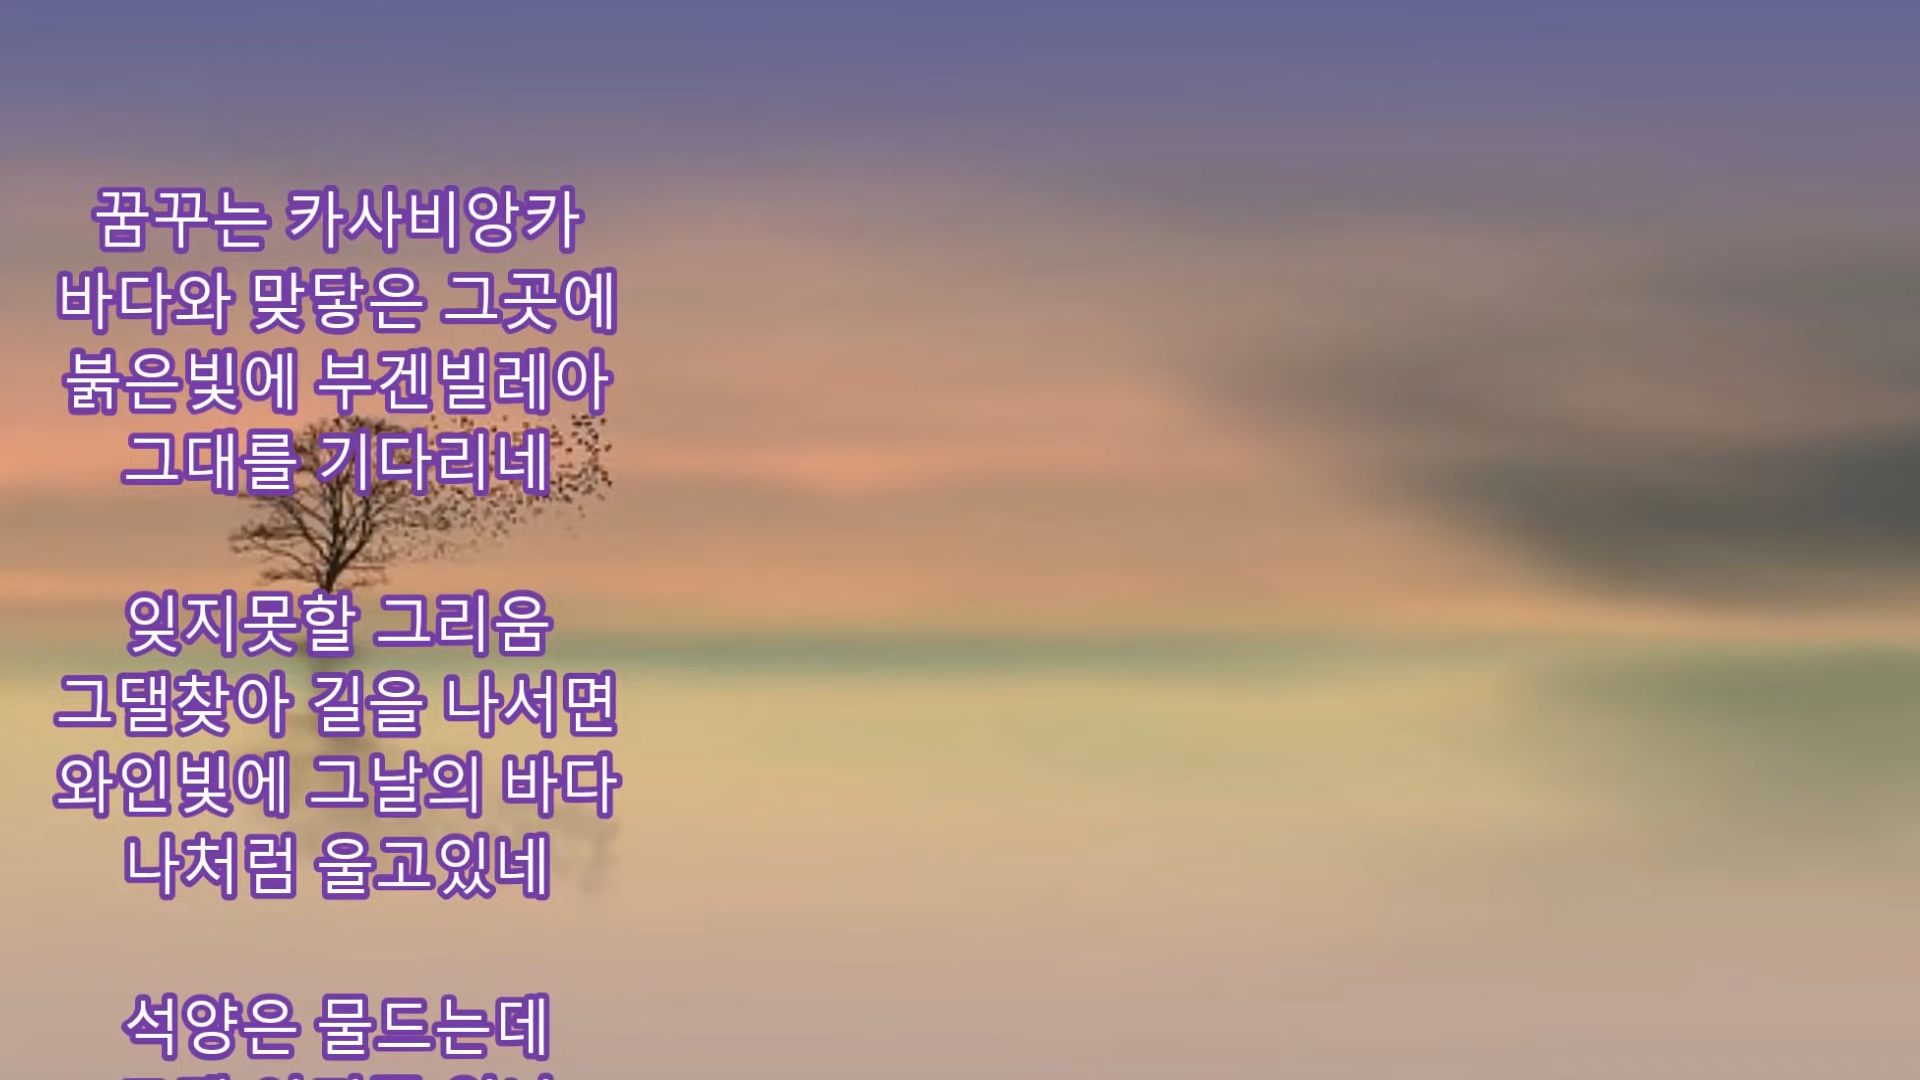 꿈꾸는 카사비앙카
바다와 맞닿은 그곳에
붉은빛에 부겐빌레아
그대를 기다리네
잊지못할 그리움
그댈찾아 길을 나서면
와인빛에 그날의 바다
나처럼 울고있네
석양은 물드는데